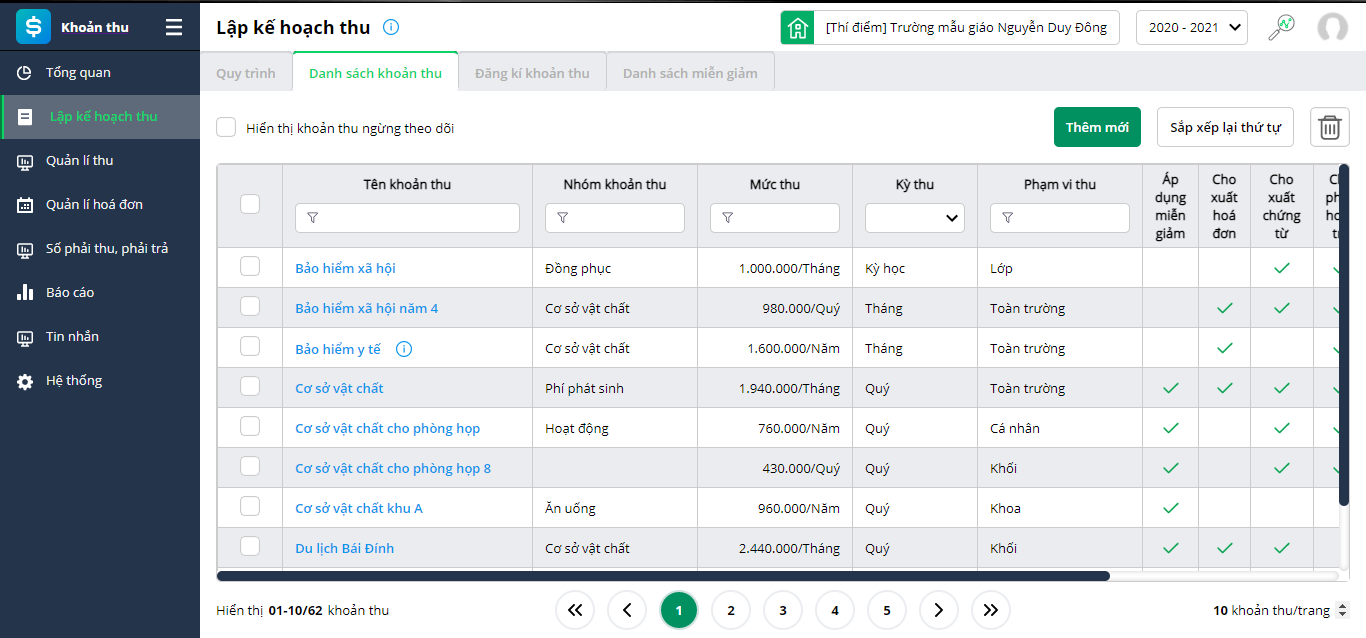 Khoản thu
Lập kế hoạch thu
[Thí điểm] Trường mẫu giáo Nguyễn Duy Đông
2020 - 2021
Tổng quan
Lập kế hoạch thu
Quản lí thu
Quản lí hoá đơn
Số phải thu, phải trả
Báo cáo
Tin nhắn
Hệ thống
Quy trình
Danh sách khoản thu
Đăng kí khoản thu
Danh sách miễn giảm
Hiển thị khoản thu ngừng theo dõi
Thêm mới
Sắp xếp lại thứ tự
Tên khoản thu
Nhóm khoản thu
Mức thu
Kỳ thu
Phạm vi thu
Áp
dụng
miễn
giảm
Cho
xuất
hoá
đơn
Cho
xuất
chứng
từ
Bảo hiểm xã hội Đồng phục 1.000.000/Tháng Kỳ học Lớp
Bảo hiểm xã hội năm 4 Cơ sở vật chất 980.000/Quý Tháng Toàn trường
Bảo hiểm y tế Cơ sở vật chất 1.600.000/Năm Tháng Toàn trường
Cơ sở vật chất Phí phát sinh 1.940.000/Tháng Quý Toàn trường
Cơ sở vật chất cho phòng họp Hoạt động 760.000/Năm Quý Cá nhân
Cơ sở vật chất cho phòng họp 8 430.000/Quý Quý Khối
Cơ sở vật chất khu A Ăn uống 960.000/Năm Quý Khoa
Du lịch Bái Đính Cơ sở vật chất 2.440.000/Tháng Quý Khối
Hiển thị 01-10/62 khoản thu
1 2 3 4 5
10 khoản thu/trang